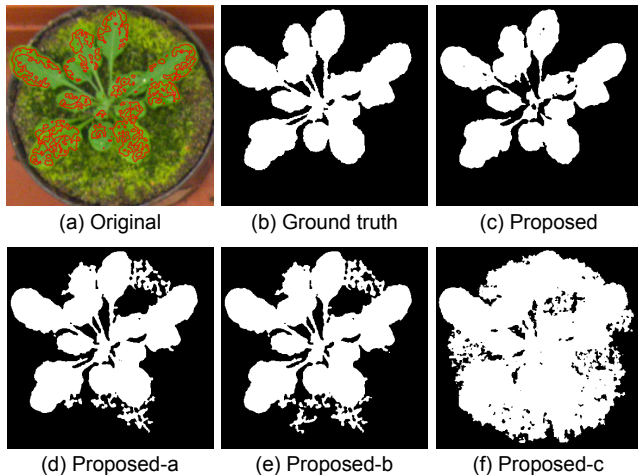 (a) Original
(b) Ground truth
(c) Proposed
(d) Proposed-a
(e) Proposed-b
(f) Proposed-c